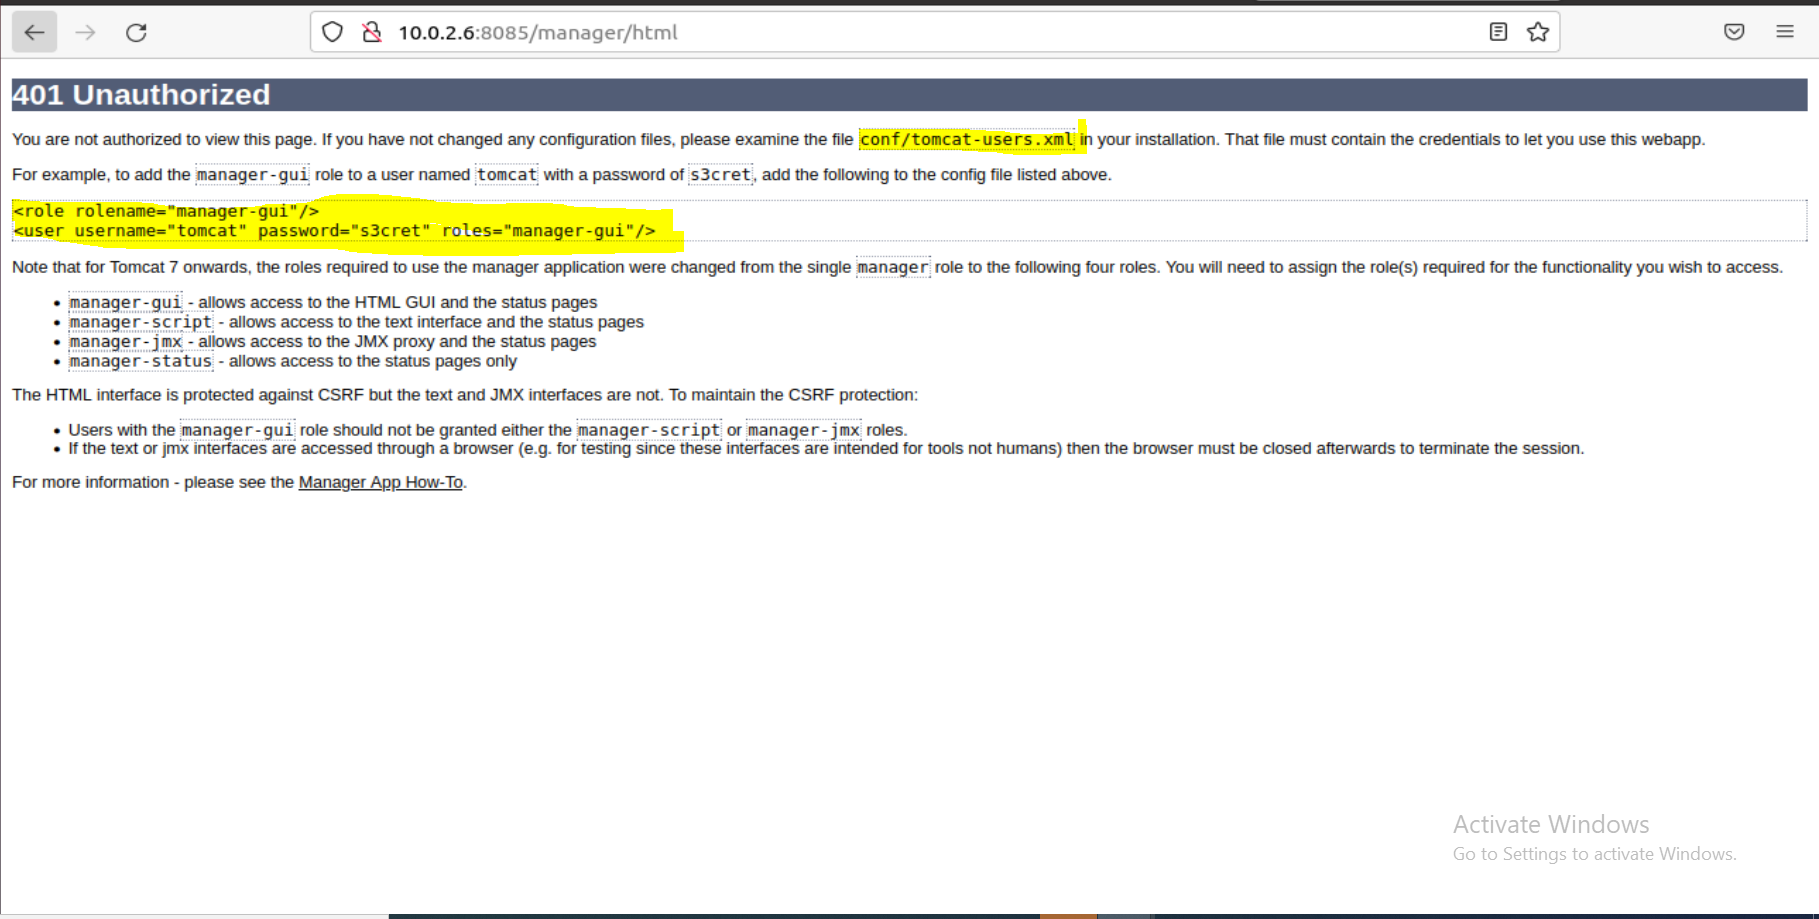 10.0.2.6:8085/manager/html
401 Unauthorized
You are not authorized to view this page. If you have not changed any configuration files, please examine the file conf/tomcat-users.xml in your installation. That file must contain the credentials to let you use this webapp.
For example, to add the manager-gui role to a user named tomcat with a password of s3cret, add the following to the config file listed above.
<role rolename="manager-gui"/>
<user username="tomcat" password="s3cret" roles="manager-gui"/>
Note that for Tomcat 7 onwards, the roles required to use the manager application were changed from the single manager role to the following four roles. You will need to assign the role(s) required for the functionality you wish to access.
• manager-gui - allows access to the HTML GUI and the status pages
• manager-script - allows access to the text interface and the status pages
• manager-jmx - allows access to the JMX proxy and the status pages
• manager-status - allows access to the status pages only
The HTML interface is protected against CSRF but the text and JMX interfaces are not. To maintain the CSRF protection:
• Users with the manager-gui role should not be granted either the manager-script or manager-jmx roles.
• If the text or jmx interfaces are accessed through a browser (e.g. for testing since these interfaces are intended for tools not humans) then the browser must be closed afterwards to terminate the session.
For more information - please see the Manager App How-To.
Activate Windows
Go to Settings to activate Windows.